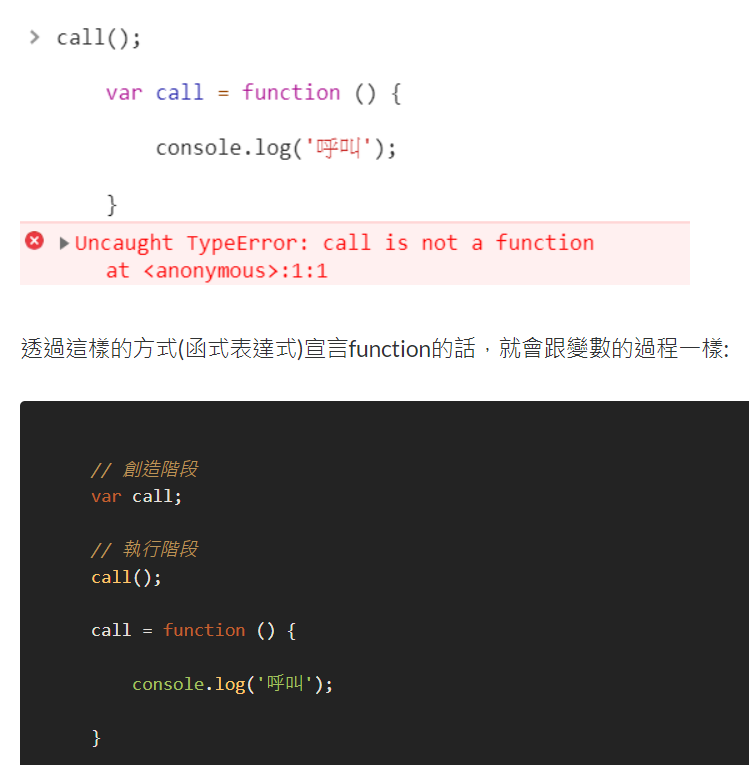 > call();
var call = function () {
console.log('呼叫');
}
Uncaught TypeError: call is not a function
at <anonymous>:1:1
透過這樣的方式(函式表達式)宣言function的話，就會跟變數的過程一樣:
// 創造階段
var call;
// 執行階段
call();
call = function () {
console.log('呼叫');
}